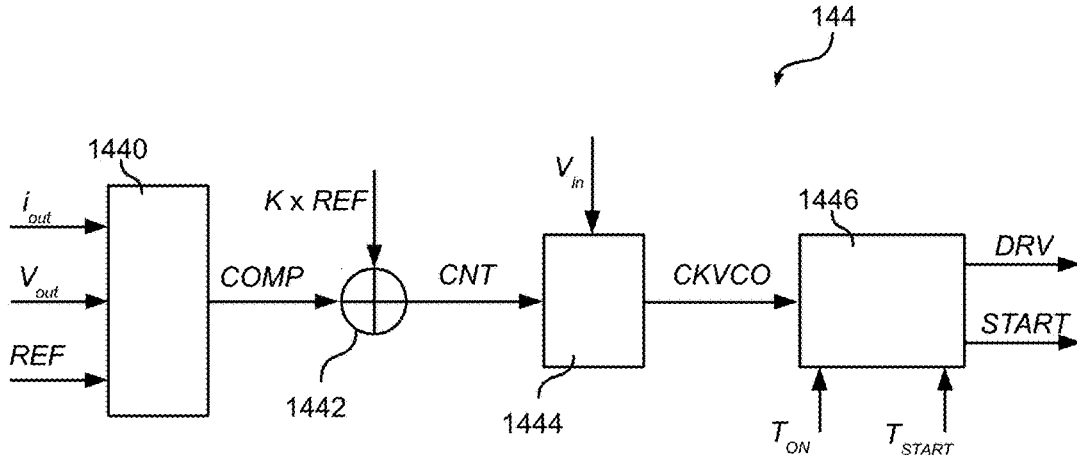 144
1440
i_out
V_out
REF
COMP
K x REF
1442
CNT
V_in
1444
CKVCO
1446
DRV
START
T_ON
T_START